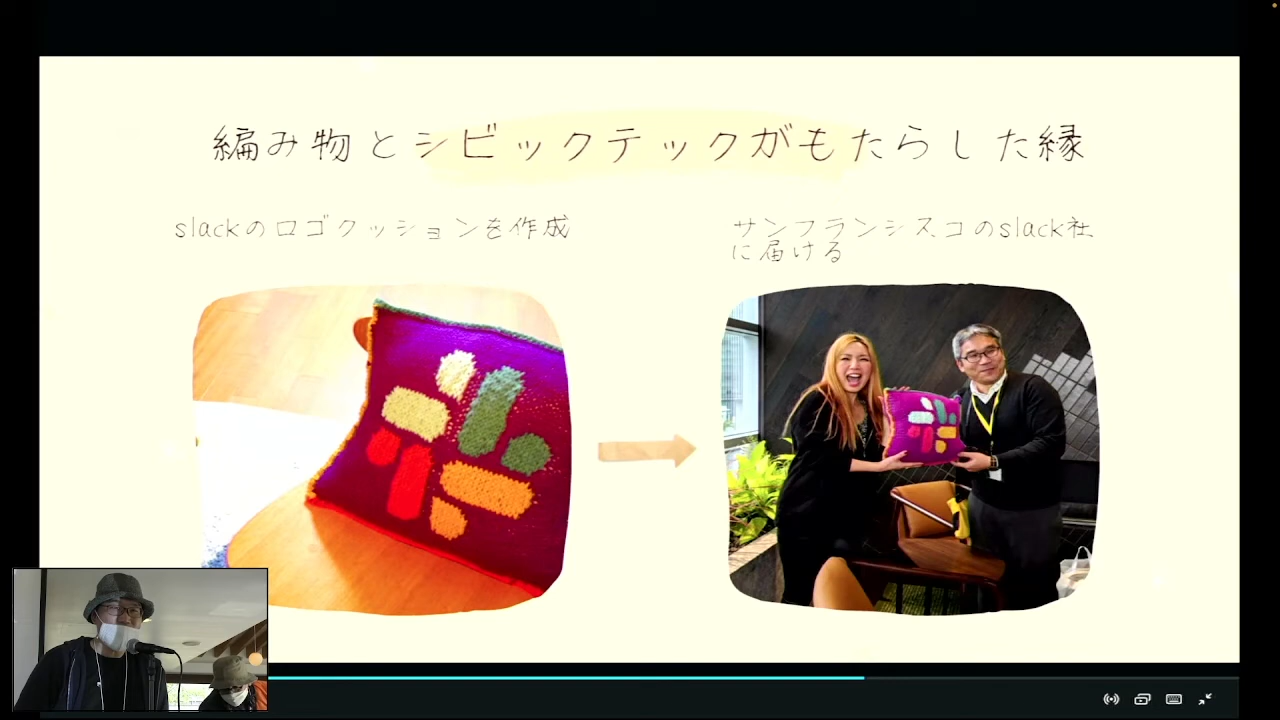 編み物とシビックテックがもたらした縁
slackのロゴクッションを作成
サンフランシスコのslack社
に届ける